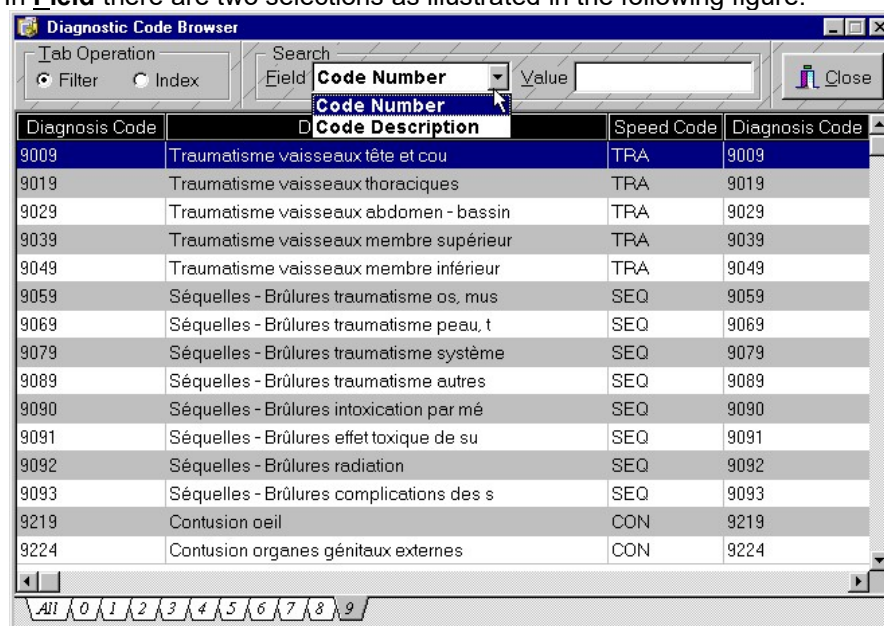 In Field there are two selections as illustrated in the following figure.
Diagnostic Code Browser
Tab Operation
Filter Index
Search
Field Code Number Value
Close
Code Number
Code Description
Diagnosis Code D Speed Code Diagnosis Code
9009 Traumatisme vaisseaux tête et cou TRA 9009
9019 Traumatisme vaisseaux thoraciques TRA 9019
9029 Traumatisme vaisseaux abdomen - bassin TRA 9029
9039 Traumatisme vaisseaux membre supérieur TRA 9039
9049 Traumatisme vaisseaux membre inférieur TRA 9049
9059 Séquelles - Brûlures traumatisme os, mus SEQ 9059
9069 Séquelles - Brûlures traumatisme peau, t SEQ 9069
9079 Séquelles - Brûlures traumatisme système SEQ 9079
9089 Séquelles - Brûlures traumatisme autres SEQ 9089
9090 Séquelles - Brûlures intoxication par mé SEQ 9090
9091 Séquelles - Brûlures effet toxique de su SEQ 9091
9092 Séquelles - Brûlures radiation SEQ 9092
9093 Séquelles - Brûlures complications des s SEQ 9093
9219 Contusion oeil CON 9219
9224 Contusion organes génitaux externes CON 9224
All 0 1 2 3 4 5 6 7 8 9